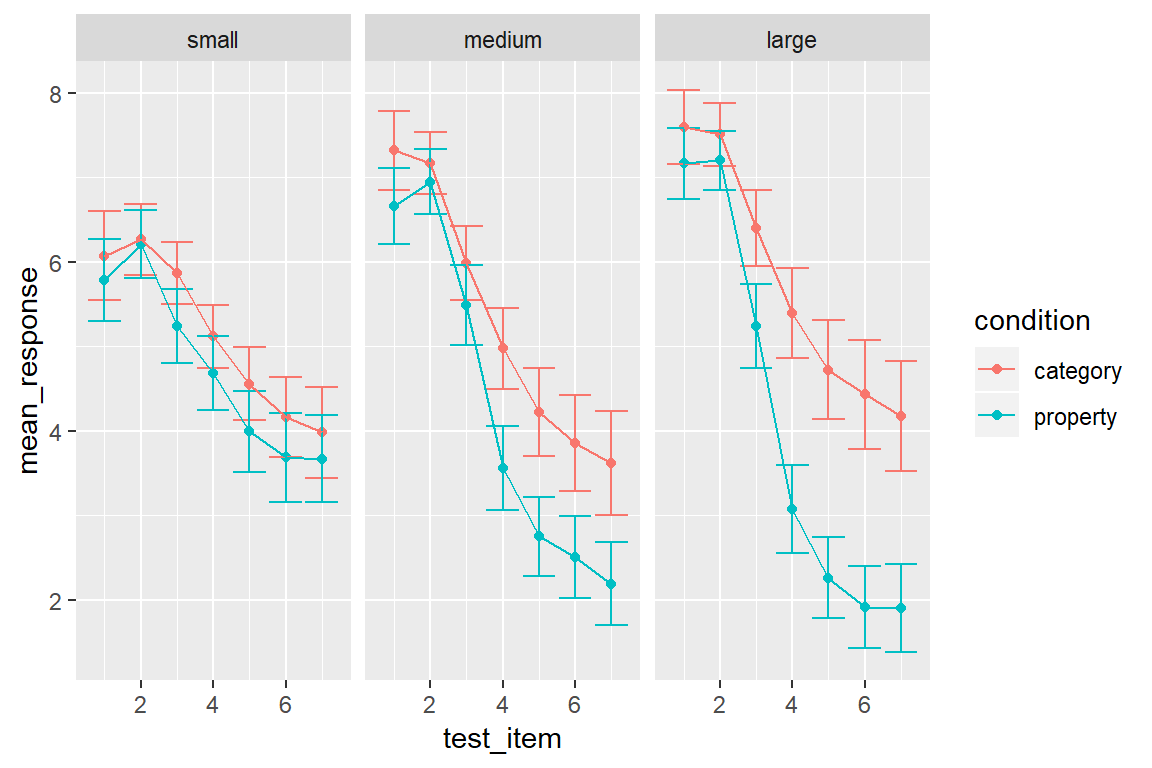 small medium large
8
6
4
2
mean_response
2 4 6 2 4 6 2 4 6
test_item
condition
category
property